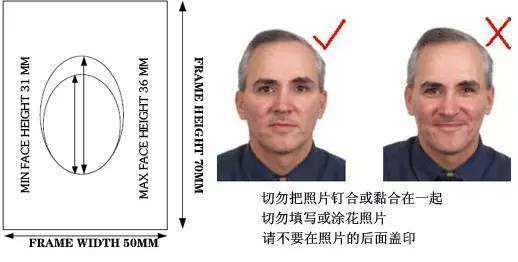 MIN FACE HEIGHT 31 MM
MAX FACE HEIGHT 36 MM
FRAME HEIGHT 70MM
FRAME WIDTH 50MM
切勿把照片钉合或黏合在一起
切勿填写或涂花照片
请不要在照片的后面盖印